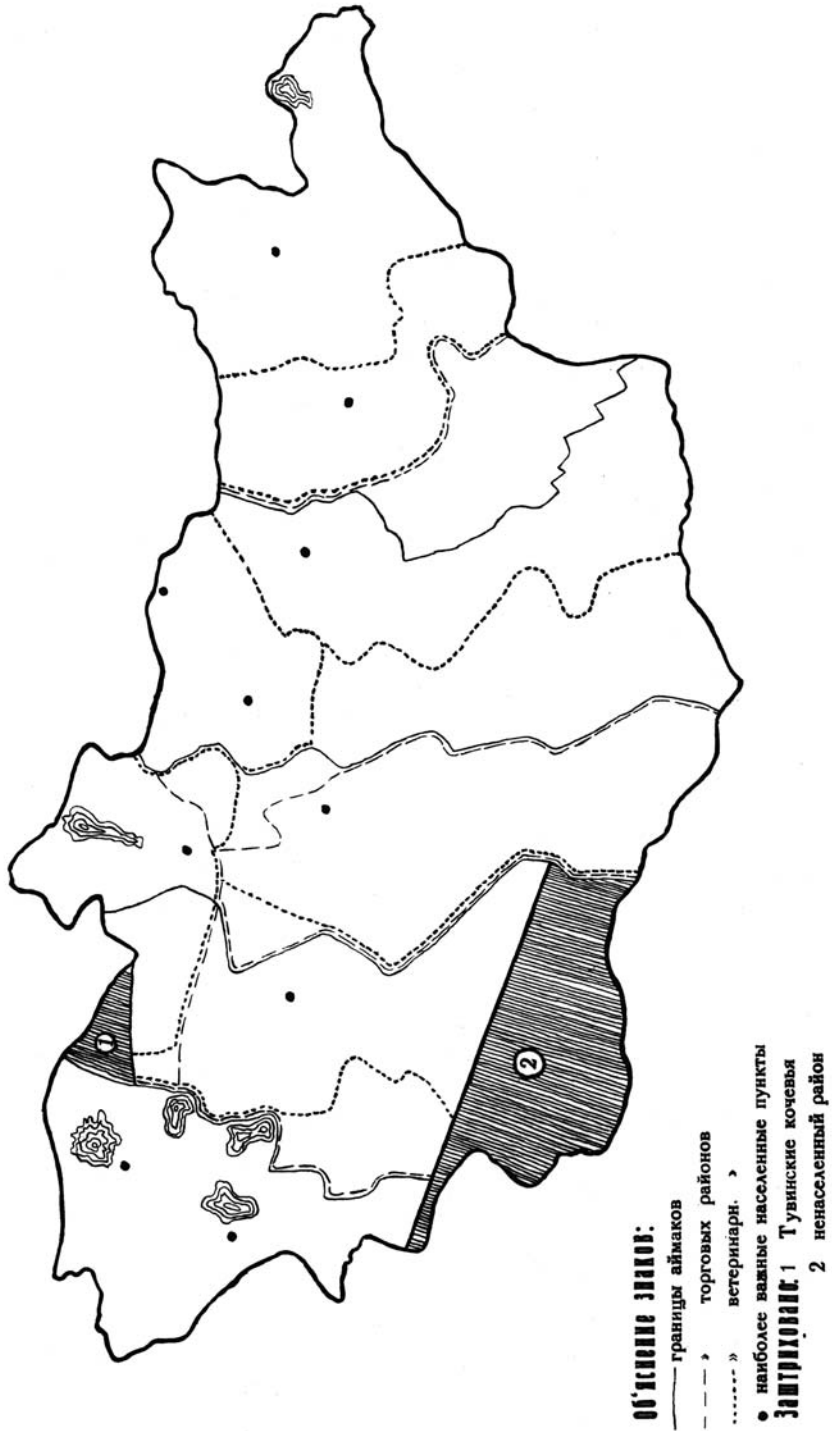 об'яснение знаков:
границы аймаков
» торговых районов
» ветеринарн. »
наиболее важные населенные пункты
Заштриховано: 1 Тувинские кочевья
2 ненаселенный район
1
2